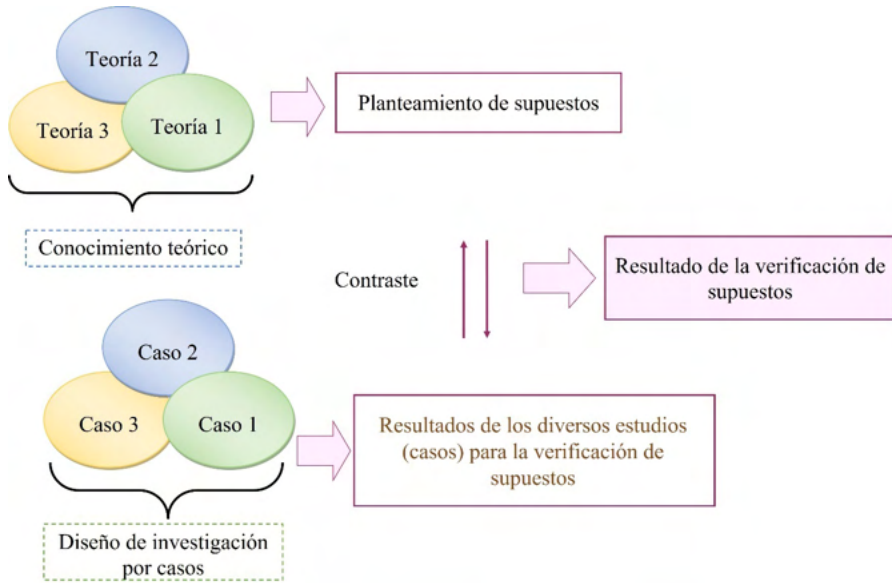 Teoría 2
Teoría 3
Teoría 1
Planteamiento de supuestos
Conocimiento teórico
Contraste
Resultado de la verificación de
supuestos
Caso 2
Caso 3
Caso 1
Resultados de los diversos estudios
(casos) para la verificación de
supuestos
Diseño de investigación
por casos